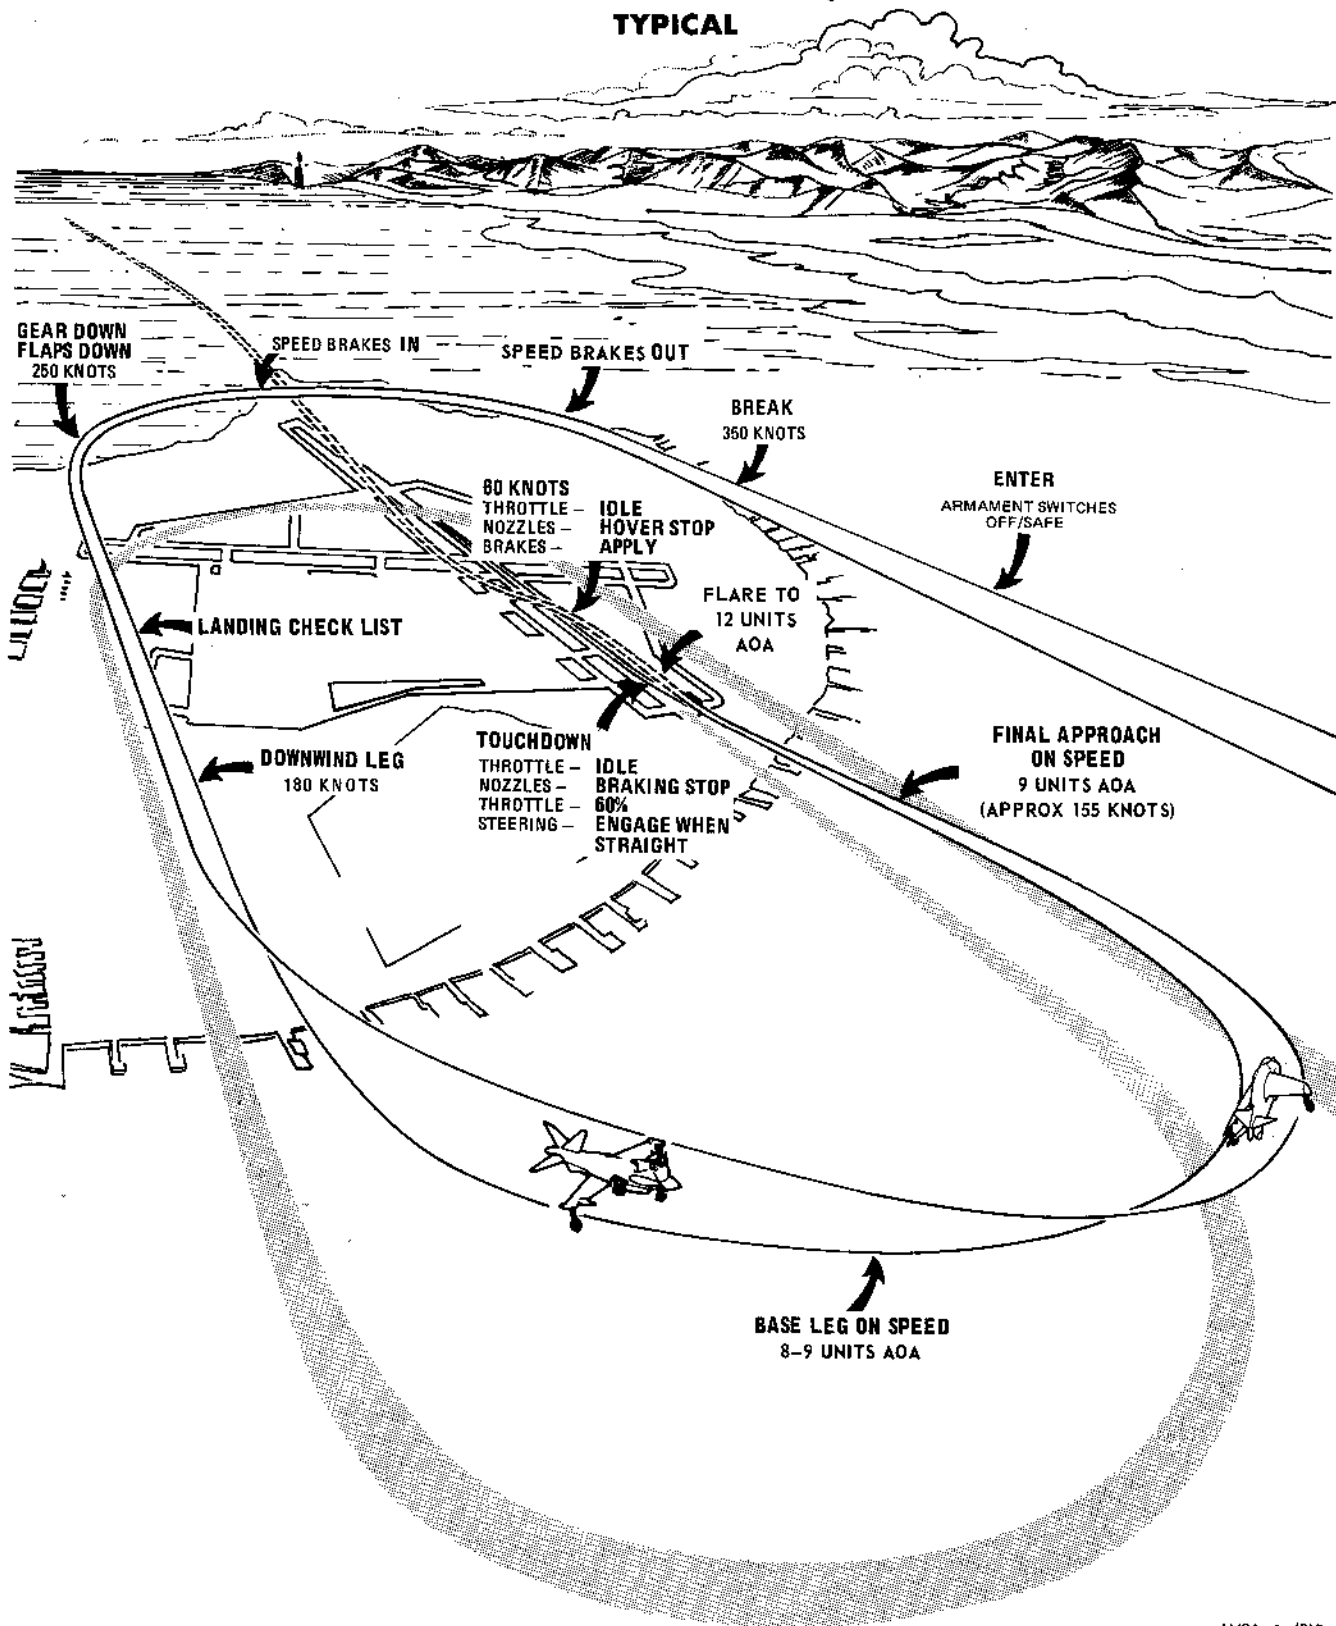 TYPICAL
GEAR DOWN
FLAPS DOWN
250 KNOTS
SPEED BRAKES IN
SPEED BRAKES OUT
BREAK
350 KNOTS
ENTER
ARMAMENT SWITCHES
OFF/SAFE
60 KNOTS
THROTTLE – IDLE
NOZZLES – HOVER STOP
BRAKES – APPLY
FLARE TO
12 UNITS
AOA
LANDING CHECK LIST
DOWNWIND LEG
180 KNOTS
TOUCHDOWN
THROTTLE – IDLE
NOZZLES – BRAKING STOP
THROTTLE – 60%
STEERING – ENGAGE WHEN
STRAIGHT
FINAL APPROACH
ON SPEED
9 UNITS AOA
(APPROX 155 KNOTS)
BASE LEG ON SPEED
8–9 UNITS AOA